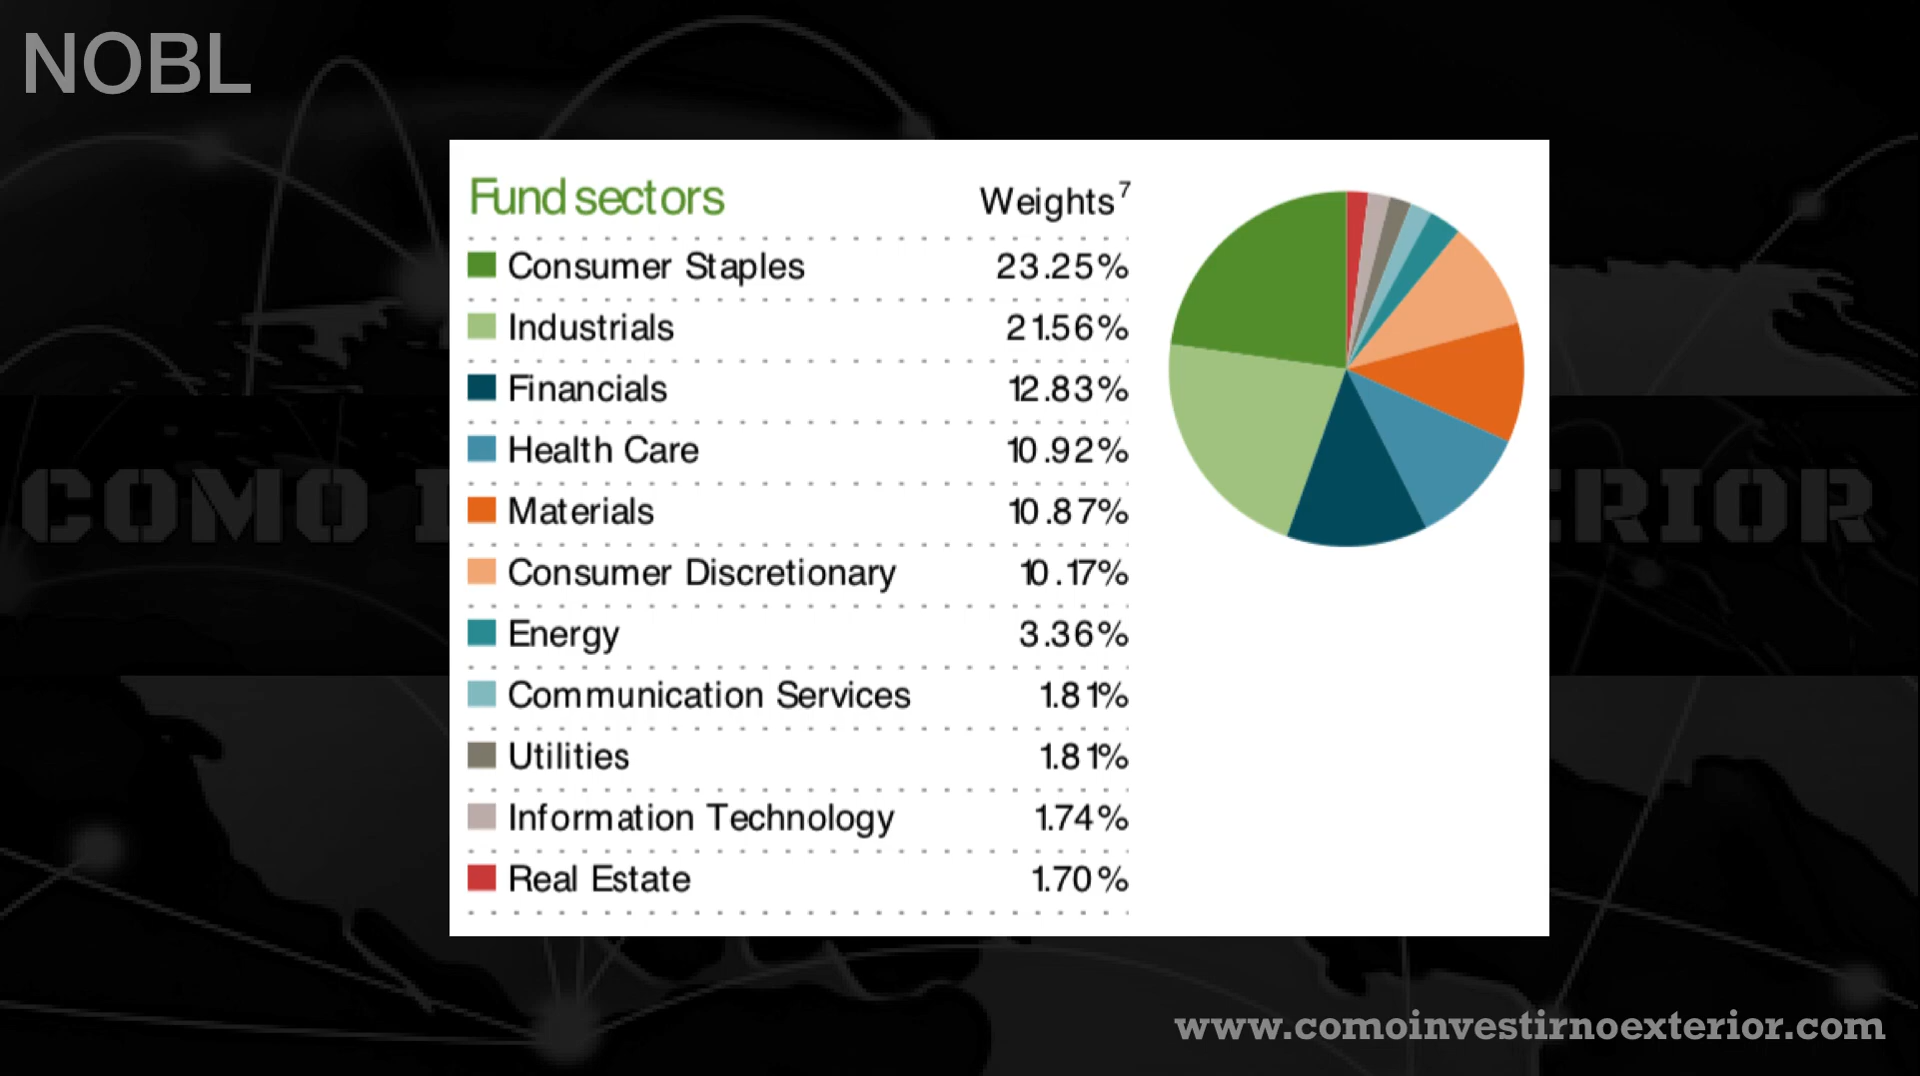 NOBL
Fund sectors Weights7
Consumer Staples 23.25%
Industrials 21.56%
Financials 12.83%
Health Care 10.92%
Materials 10.87%
Consumer Discretionary 10.17%
Energy 3.36%
Communication Services 1.81%
Utilities 1.81%
Information Technology 1.74%
Real Estate 1.70%
COMO I ERIOR
www.comoinvestirnoexterior.com